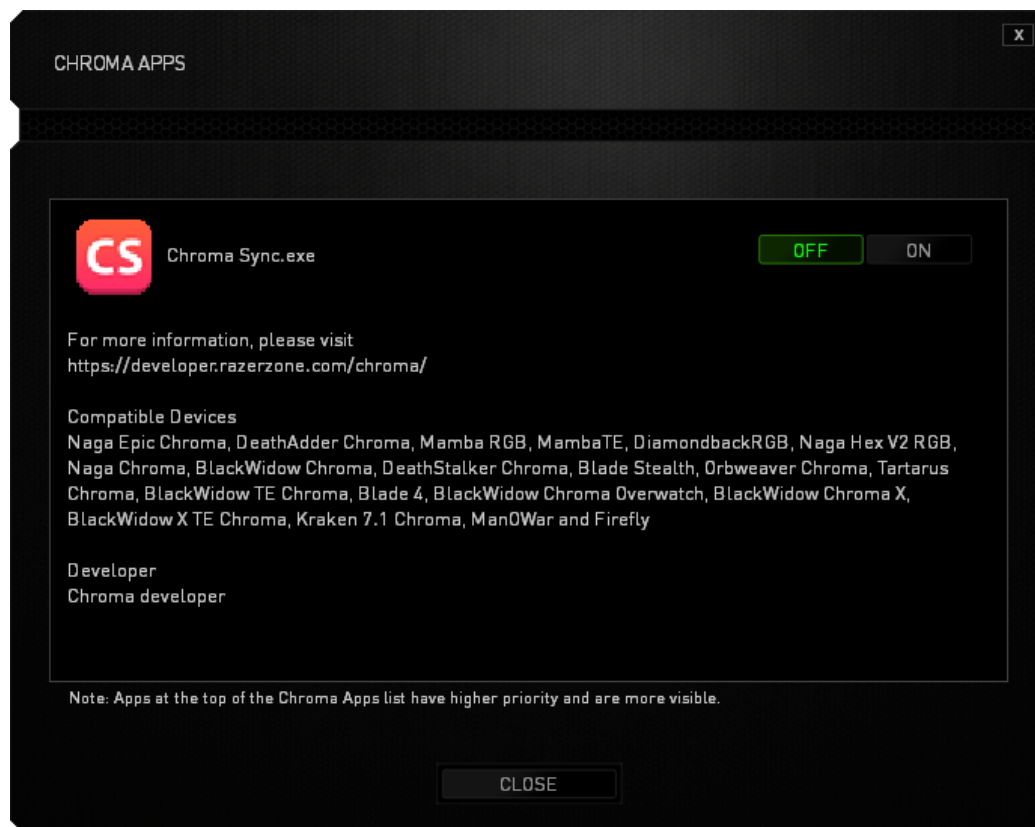 X
CHROMA APPS
CS
Chroma Sync.exe
OFF
ON
For more information, please visit
https://developer.razerzone.com/chroma/
Compatible Devices
Naga Epic Chroma, DeathAdder Chroma, Mamba RGB, MambaTE, DiamondbackRGB, Naga Hex V2 RGB,
Naga Chroma, BlackWidow Chroma, DeathStalker Chroma, Blade Stealth, Orbweaver Chroma, Tartarus
Chroma, BlackWidow TE Chroma, Blade 4, BlackWidow Chroma Overwatch, BlackWidow Chroma X,
BlackWidow X TE Chroma, Kraken 7.1 Chroma, ManOWar and Firefly
Developer
Chroma developer
Note: Apps at the top of the Chroma Apps list have higher priority and are more visible.
CLOSE